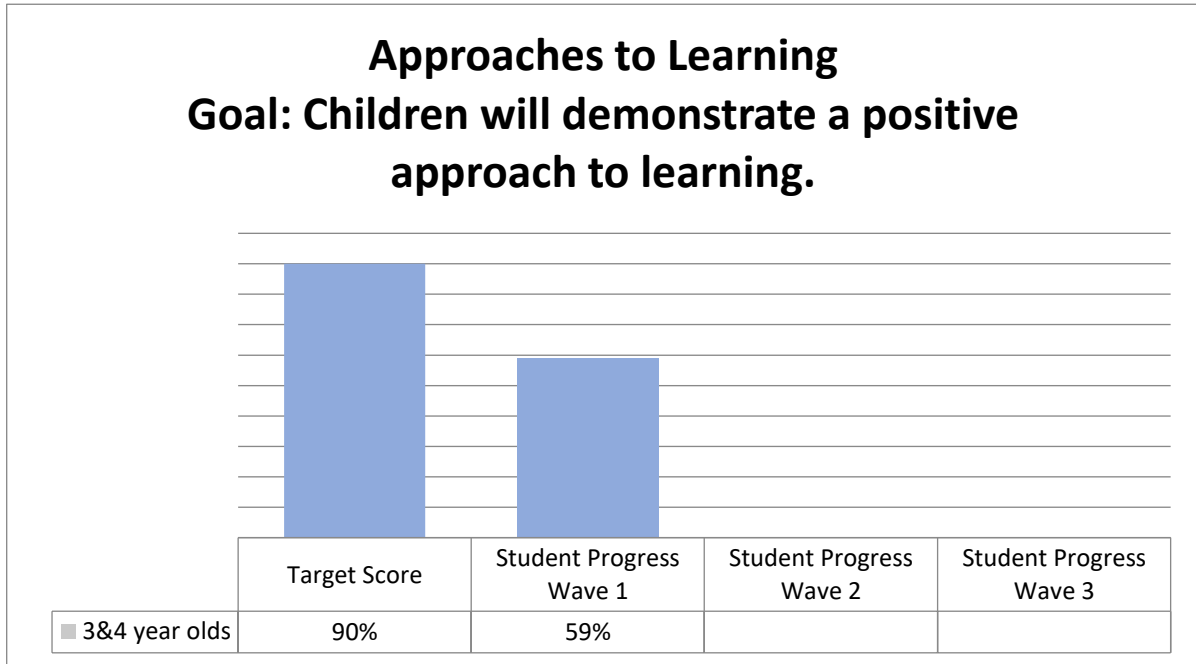 Approaches to Learning
Goal: Children will demonstrate a positive
approach to learning.
Target Score
Student Progress
Wave 1
Student Progress
Wave 2
Student Progress
Wave 3
3&4 year olds 90% 59%